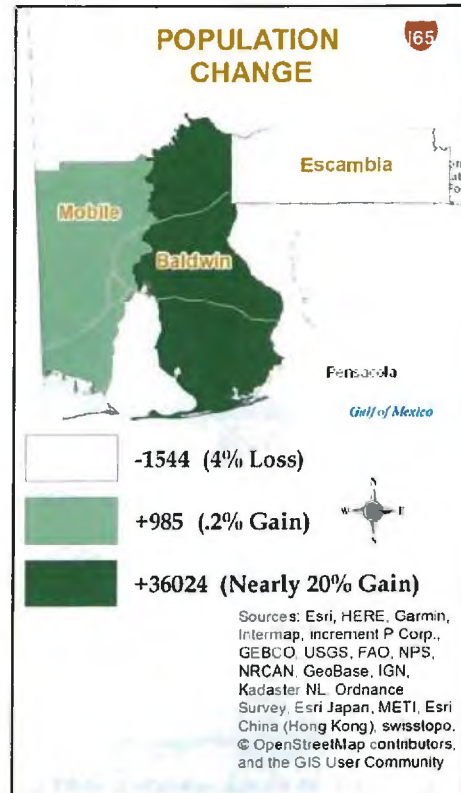 POPULATION
CHANGE
I65
Escambia
Mobile
Baldwin
Pensacola
Gulf of Mexico
-1544 (4% Loss)
+985 (.2% Gain)
+36024 (Nearly 20% Gain)
N
W E
S
Sources: Esri, HERE, Garmin,
Intermap, increment P Corp.,
GEBCO, USGS, FAO, NPS,
NRCAN, GeoBase, IGN,
Kadaster NL, Ordnance
Survey, Esri Japan, METI, Esri
China (Hong Kong), swisstopo,
© OpenStreetMap contributors,
and the GIS User Community